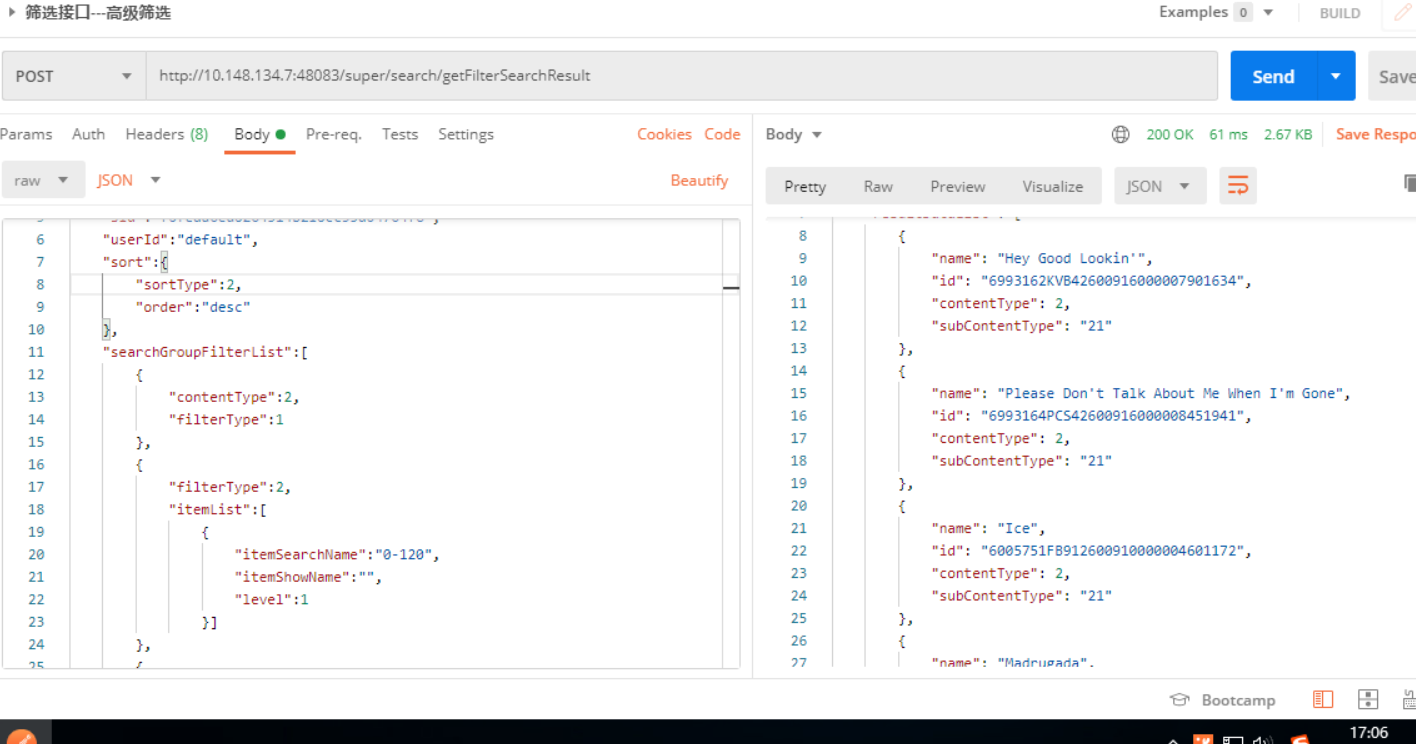 筛选接口---高级筛选
Examples 0
BUILD
POST
http://10.148.134.7:48083/super/search/getFilterSearchResult
Send
Save
Params Auth Headers (8) Body Pre-req. Tests Settings
Cookies Code
raw
JSON
Beautify
6 "userId":"default",
7 "sort":{
8 "sortType":2,
9 "order":"desc"
10 },
11 "searchGroupFilterList":[
12 {
13 "contentType":2,
14 "filterType":1
15 },
16 {
17 "filterType":2,
18 "itemList":[
19 {
20 "itemSearchName":"0-120",
21 "itemShowName":"",
22 "level":1
23 }]
24 },
25 {
Body
200 OK 61 ms 2.67 KB
Save Respo
Pretty Raw Preview Visualize
JSON
8 {
9 "name": "Hey Good Lookin'",
10 "id": "6993162KVB42600916000007901634",
11 "contentType": 2,
12 "subContentType": "21"
13 },
14 {
15 "name": "Please Don't Talk About Me When I'm Gone",
16 "id": "6993164PCS42600916000008451941",
17 "contentType": 2,
18 "subContentType": "21"
19 },
20 {
21 "name": "Ice",
22 "id": "6005751FB912600910000004601172",
23 "contentType": 2,
24 "subContentType": "21"
25 },
26 {
27 "name": "Madrugada",
Bootcamp
17:06